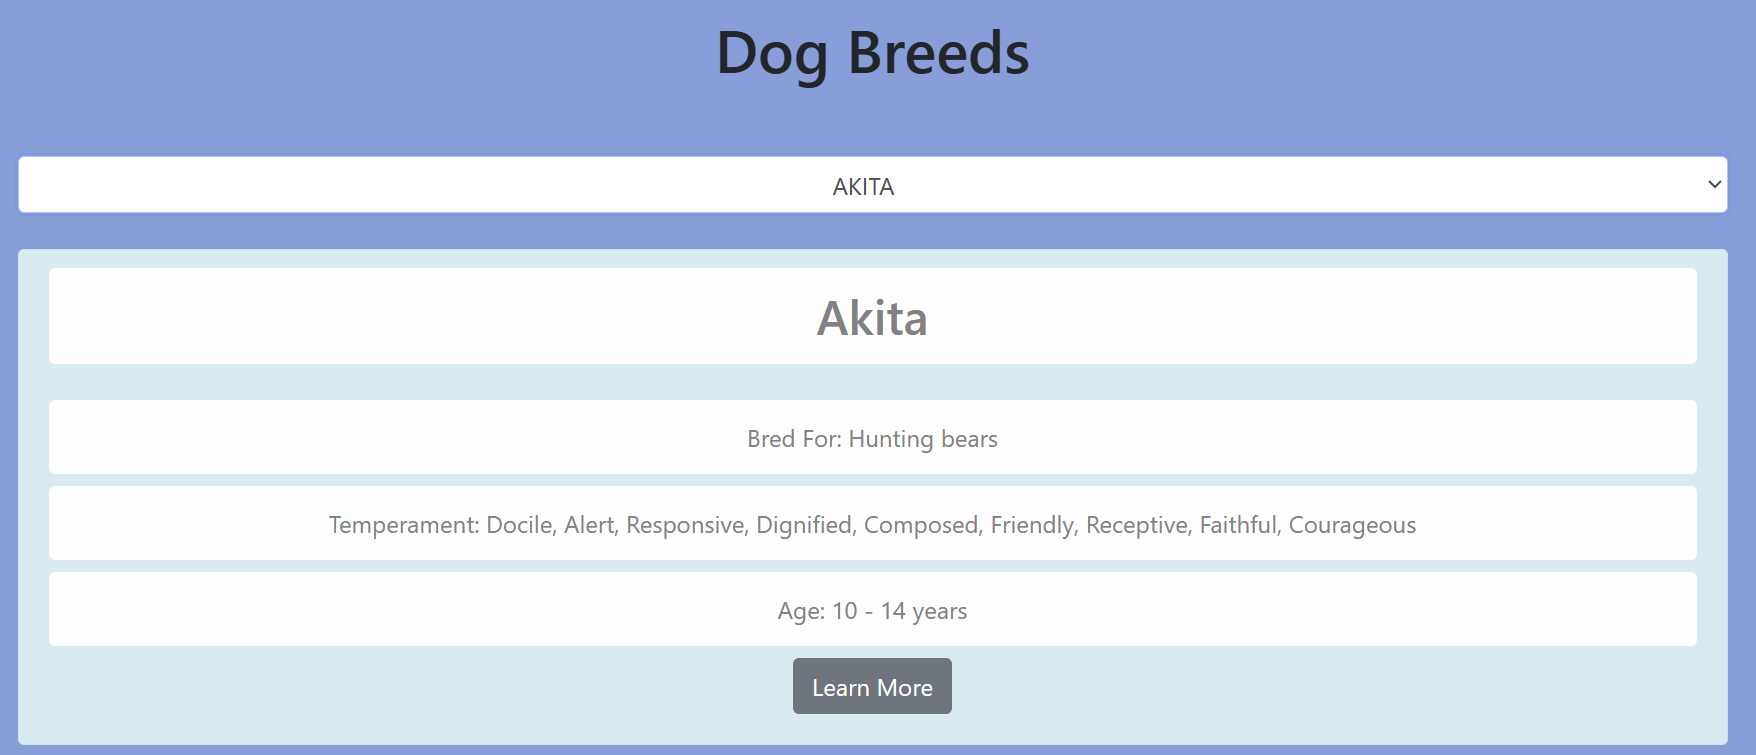 Dog Breeds
AKITA
Akita
Bred For: Hunting bears
Temperament: Docile, Alert, Responsive, Dignified, Composed, Friendly, Receptive, Faithful, Courageous
Age: 10 - 14 years
Learn More